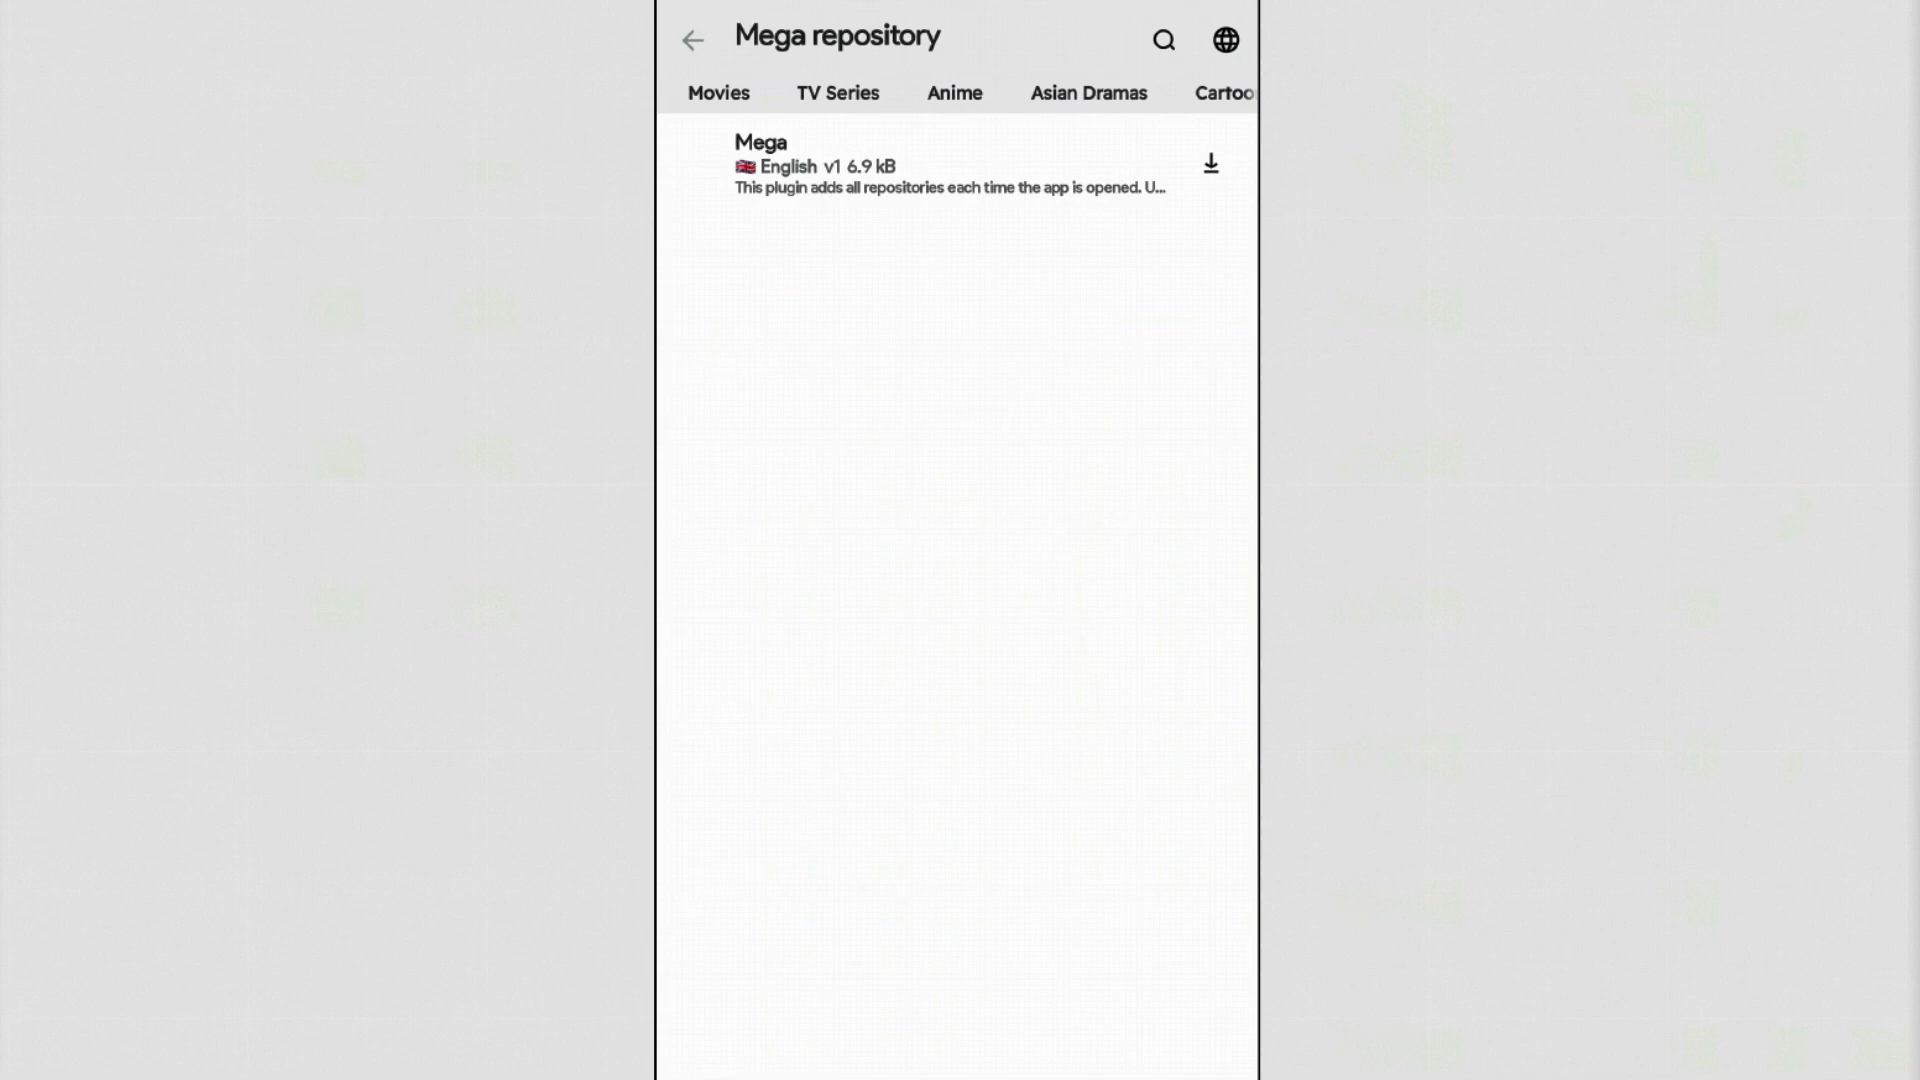 Mega repository
Movies TV Series Anime Asian Dramas Cartoo
Mega
English v1 6.9 kB
This plugin adds all repositories each time the app is opened. U...